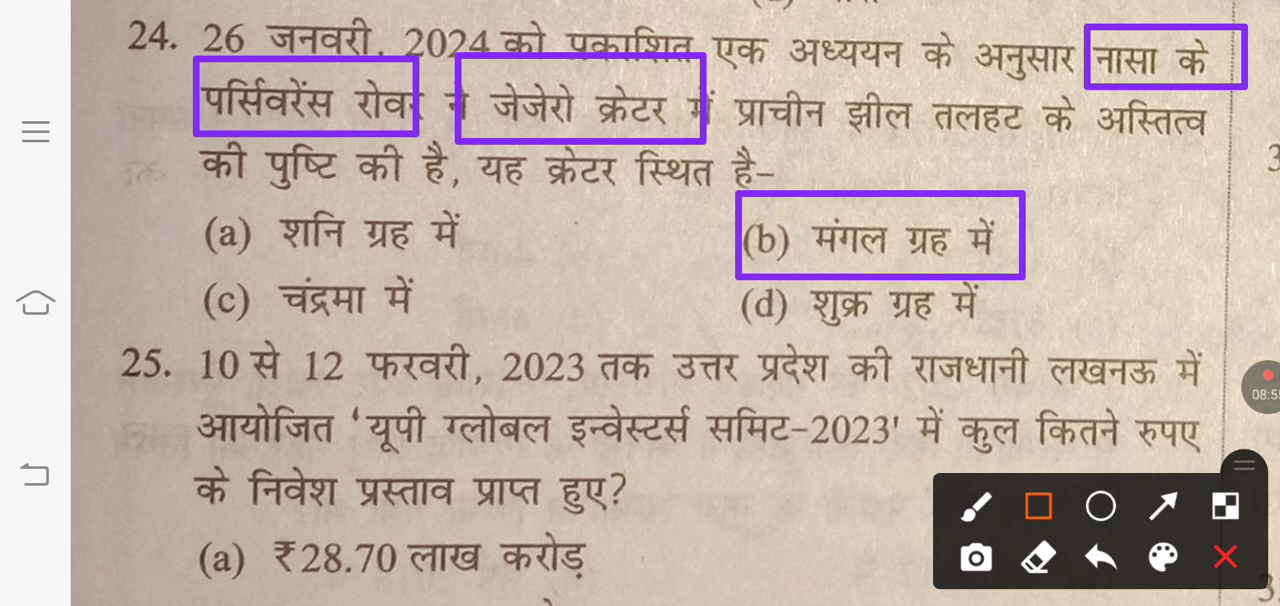 24. 26 जनवरी, 2024 को प्रकाशित एक अध्ययन के अनुसार नासा के
पर्सिवरेंस रोवर ने जेजेरो क्रेटर में प्राचीन झील तलहट के अस्तित्व
की पुष्टि की है, यह क्रेटर स्थित है-
(a) शनि ग्रह में (b) मंगल ग्रह में
(c) चंद्रमा में (d) शुक्र ग्रह में
25. 10 से 12 फरवरी, 2023 तक उत्तर प्रदेश की राजधानी लखनऊ में
आयोजित 'यूपी ग्लोबल इन्वेस्टर्स समिट-2023' में कुल कितने रुपए
के निवेश प्रस्ताव प्राप्त हुए?
(a) ₹28.70 लाख करोड़